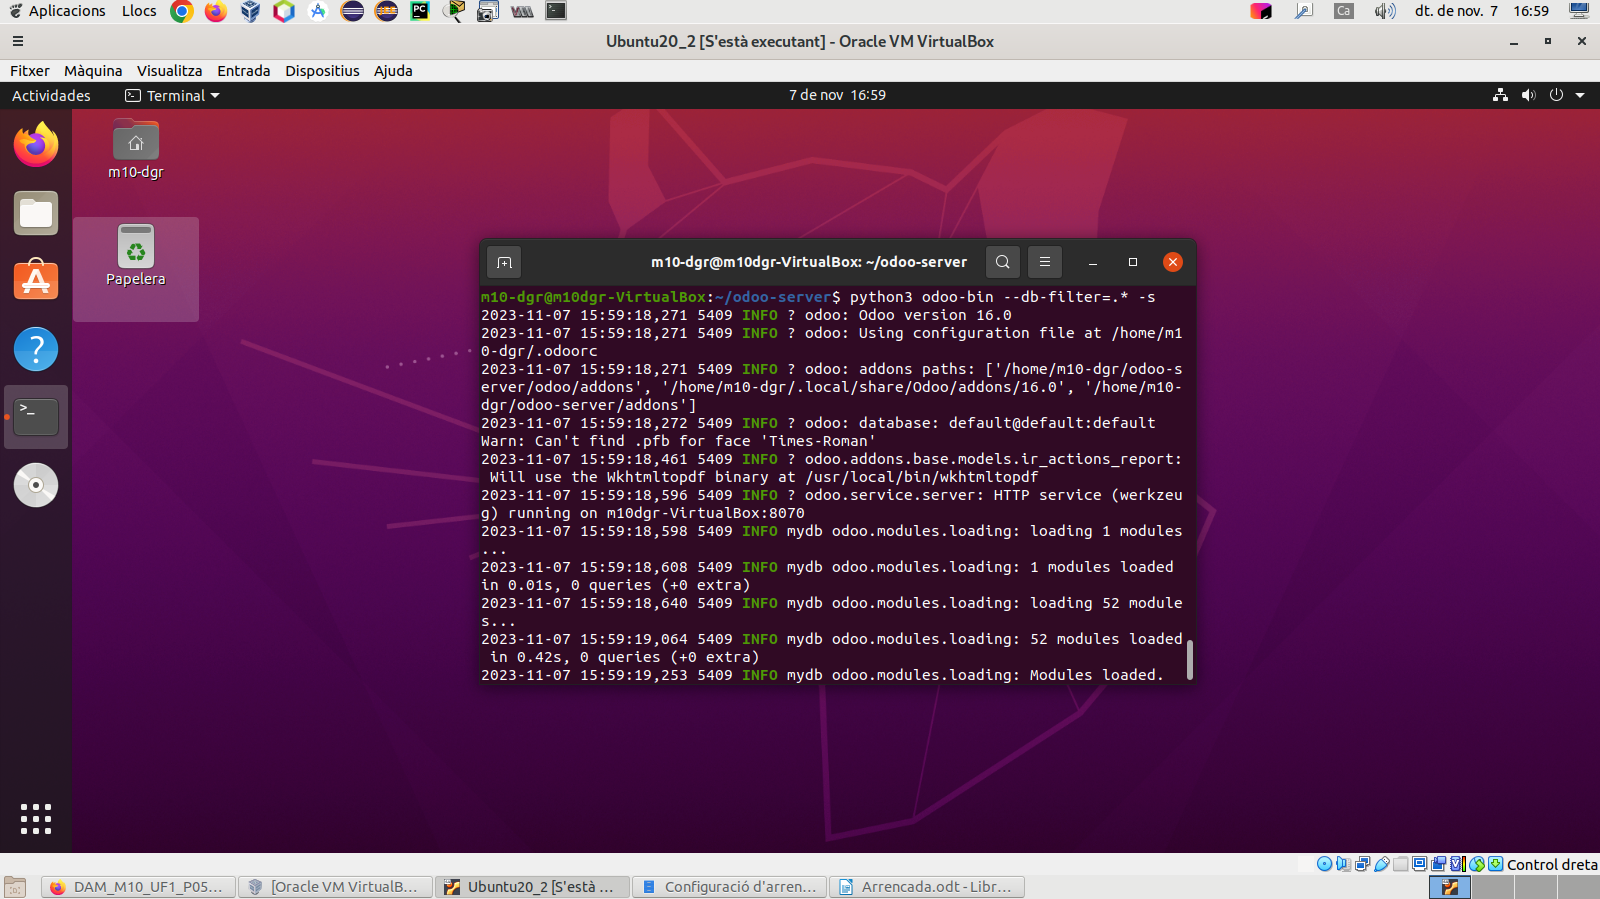 Aplicacions Llocs
Ca dt. de nov. 7 16:59
Ubuntu20_2 [S'està executant] - Oracle VM VirtualBox
Fitxer Màquina Visualitza Entrada Dispositius Ajuda
Actividades Terminal 7 de nov 16:59
m10-dgr
Papelera
m10-dgr@m10dgr-VirtualBox: ~/odoo-server
m10-dgr@m10dgr-VirtualBox:~/odoo-server$ python3 odoo-bin --db-filter=.* -s
2023-11-07 15:59:18,271 5409 INFO ? odoo: Odoo version 16.0
2023-11-07 15:59:18,271 5409 INFO ? odoo: Using configuration file at /home/m1
0-dgr/.odoorc
2023-11-07 15:59:18,271 5409 INFO ? odoo: addons paths: ['/home/m10-dgr/odoo-s
erver/odoo/addons', '/home/m10-dgr/.local/share/Odoo/addons/16.0', '/home/m10-
dgr/odoo-server/addons']
2023-11-07 15:59:18,272 5409 INFO ? odoo: database: default@default:default
Warn: Can't find .pfb for face 'Times-Roman'
2023-11-07 15:59:18,461 5409 INFO ? odoo.addons.base.models.ir_actions_report:
Will use the Wkhtmltopdf binary at /usr/local/bin/wkhtmltopdf
2023-11-07 15:59:18,596 5409 INFO ? odoo.service.server: HTTP service (werkzeu
g) running on m10dgr-VirtualBox:8070
2023-11-07 15:59:18,598 5409 INFO mydb odoo.modules.loading: loading 1 modules
...
2023-11-07 15:59:18,608 5409 INFO mydb odoo.modules.loading: 1 modules loaded
in 0.01s, 0 queries (+0 extra)
2023-11-07 15:59:18,640 5409 INFO mydb odoo.modules.loading: loading 52 module
s...
2023-11-07 15:59:19,064 5409 INFO mydb odoo.modules.loading: 52 modules loaded
in 0.42s, 0 queries (+0 extra)
2023-11-07 15:59:19,253 5409 INFO mydb odoo.modules.loading: Modules loaded.
Control dreta
DAM_M10_UF1_P05... [Oracle VM VirtualB... Ubuntu20_2 [S'està ... Configuració d'arren... Arrencada.odt - Libr...